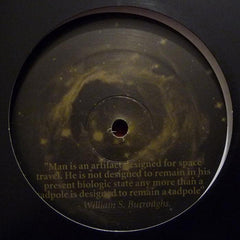 "Man is an artifact designed for space
travel. He is not designed to remain in his
present biologic state any more than a
tadpole is designed to remain a tadpole"
William S. Burroughs